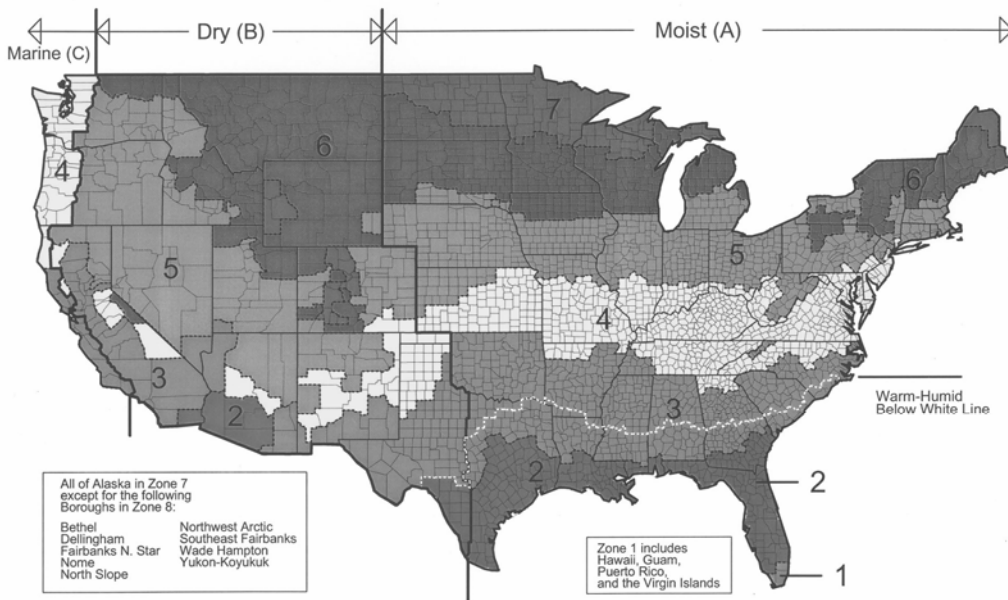 Marine (C)
Dry (B)
Moist (A)
7
6
6
4
5
5
4
3
3
2
2
Warm-Humid
Below White Line
2
1
All of Alaska in Zone 7
except for the following
Boroughs in Zone 8:
Bethel
Dellingham
Fairbanks N. Star
Nome
North Slope
Northwest Arctic
Southeast Fairbanks
Wade Hampton
Yukon-Koyukuk
Zone 1 includes
Hawaii, Guam,
Puerto Rico,
and the Virgin Islands